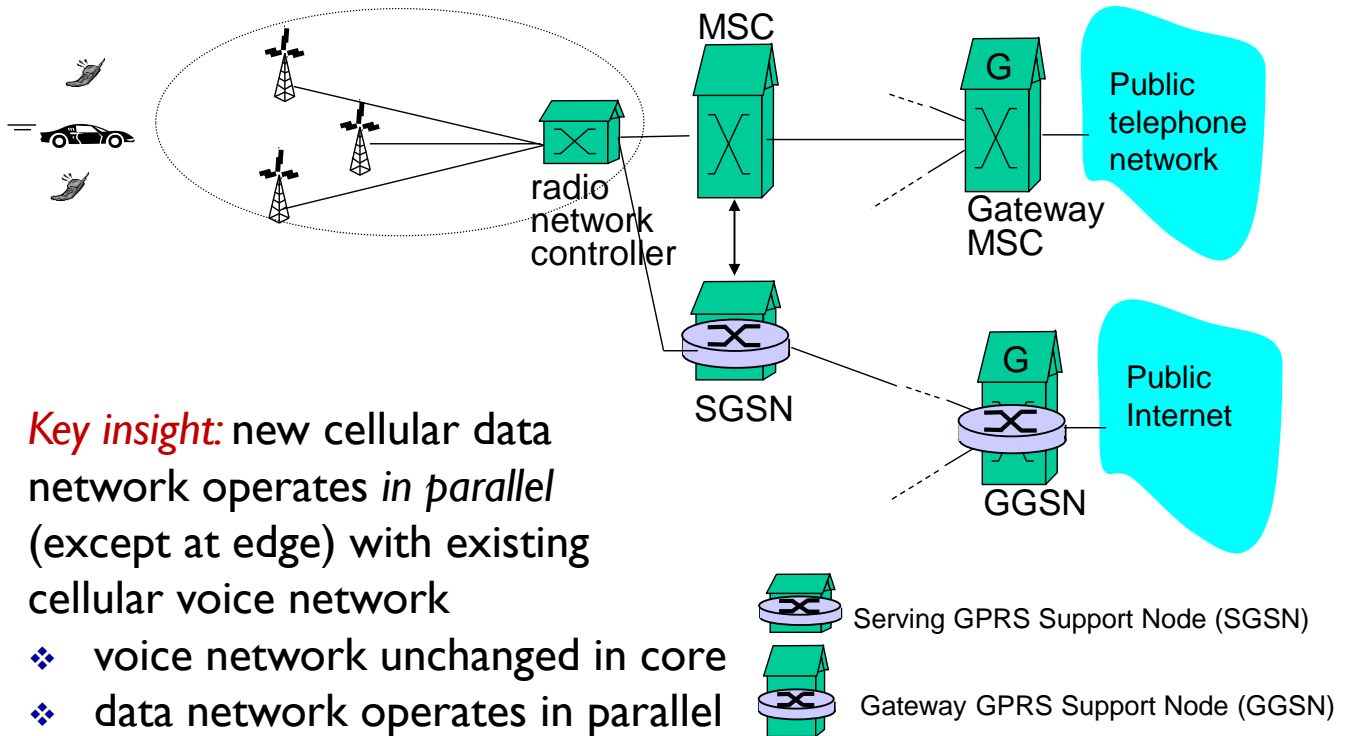 MSC
G
Public
telephone
network
radio
network
controller
Gateway
MSC
SGSN
G
GGSN
Public
Internet
Key insight: new cellular data
network operates in parallel
(except at edge) with existing
cellular voice network
❖ voice network unchanged in core
❖ data network operates in parallel
Serving GPRS Support Node (SGSN)
Gateway GPRS Support Node (GGSN)